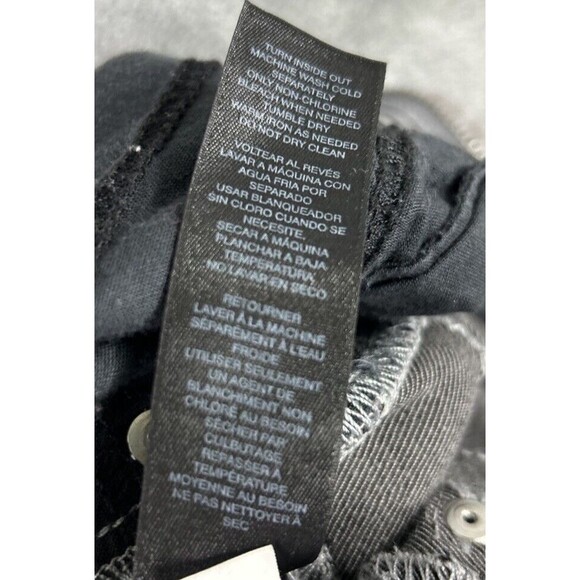 TURN INSIDE OUT
MACHINE WASH COLD
SEPARATELY
ONLY NON-CHLORINE
BLEACH WHEN NEEDED
TUMBLE DRY
WARM IRON AS NEEDED
DO NOT DRY CLEAN
VOLTEAR AL REVÉS
LAVAR A MÁQUINA CON
AGUA FRIA POR
SEPARADO
USAR BLANQUEADOR
SIN CLORO CUANDO SE
NECESITE.
SECAR A MÁQUINA
PLANCHAR A BAJA
TEMPERATURA
NO LAVAR EN SECO
RETOURNER
LAVER À LA MACHINE
SÉPARÉMENT À L'EAU
FROIDE
UTILISER SEULEMENT
UN AGENT DE
BLANCHIMENT NON
CHLORÉ AU BESOIN
SÉCHER PAR
CULBUTAGE
REPASSER À
TEMPÉRATURE
MOYENNE AU BESOIN
NE PAS NETTOYER À
SEC